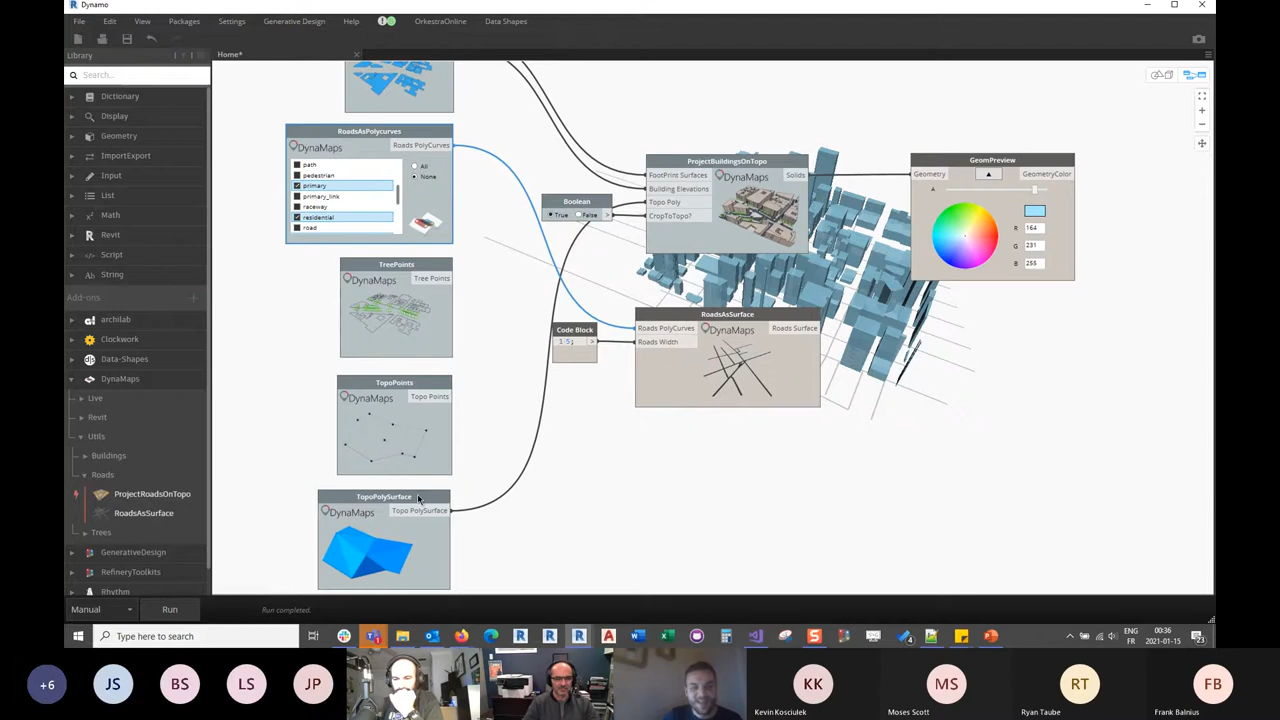 Dynamo
File
Edit
View
Packages
Settings
Generative Design
Help
OrkestraOnline
Data Shapes
Library
Home*
Search...
Dictionary
Display
Geometry
ImportExport
Input
List
Math
Revit
Script
String
Add-ons
archilab
Clockwork
Data-Shapes
DynaMaps
Live
Revit
Utils
Buildings
Roads
ProjectRoadsOnTopo
RoadsAsSurface
Trees
GenerativeDesign
RefineryToolkits
Rhythm
RoadsAsPolycurves
DynaMaps
Roads PolyCurves
path
pedestrian
primary
primary_link
raceway
residential
road
All
None
TreePoints
DynaMaps
Tree Points
TopoPoints
DynaMaps
Topo Points
TopoPolySurface
DynaMaps
Topo PolySurface
Boolean
True
False
>
Code Block
1 5;
>
ProjectBuildingsOnTopo
FootPrint Surfaces
Building Elevations
Topo Poly
CropToTopo?
DynaMaps
Solids
RoadsAsSurface
Roads PolyCurves
Roads Width
DynaMaps
Roads Surface
GeomPreview
Geometry
GeometryColor
A
R 164
G 231
B 255
Manual
Run
Run completed.
Type here to search
ENG
FR
00:36
2021-01-15
23
+6
JS
BS
LS
JP
KK
Kevin Kosciulek
MS
Moses Scott
RT
Ryan Taube
FB
Frank Balnius